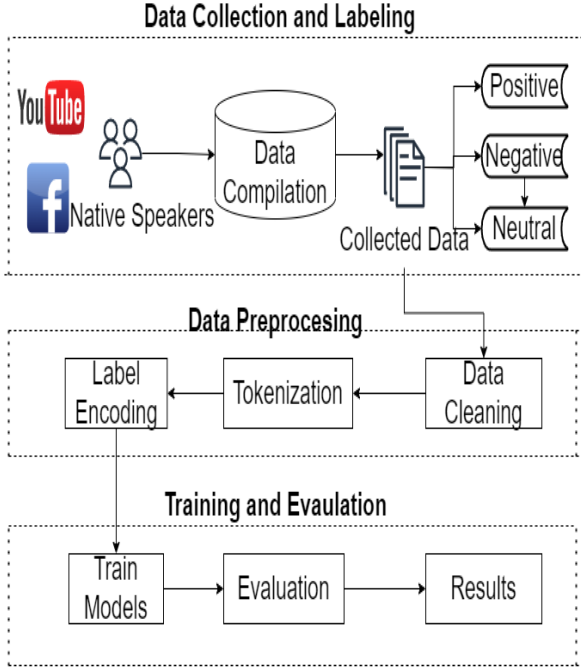 Data Collection and Labeling
YouTube
f
Native Speakers
Data
Compilation
Collected Data
Positive
Negative
Neutral
Data Preprocesing
Label
Encoding
Tokenization
Data
Cleaning
Training and Evaulation
Train
Models
Evaluation
Results